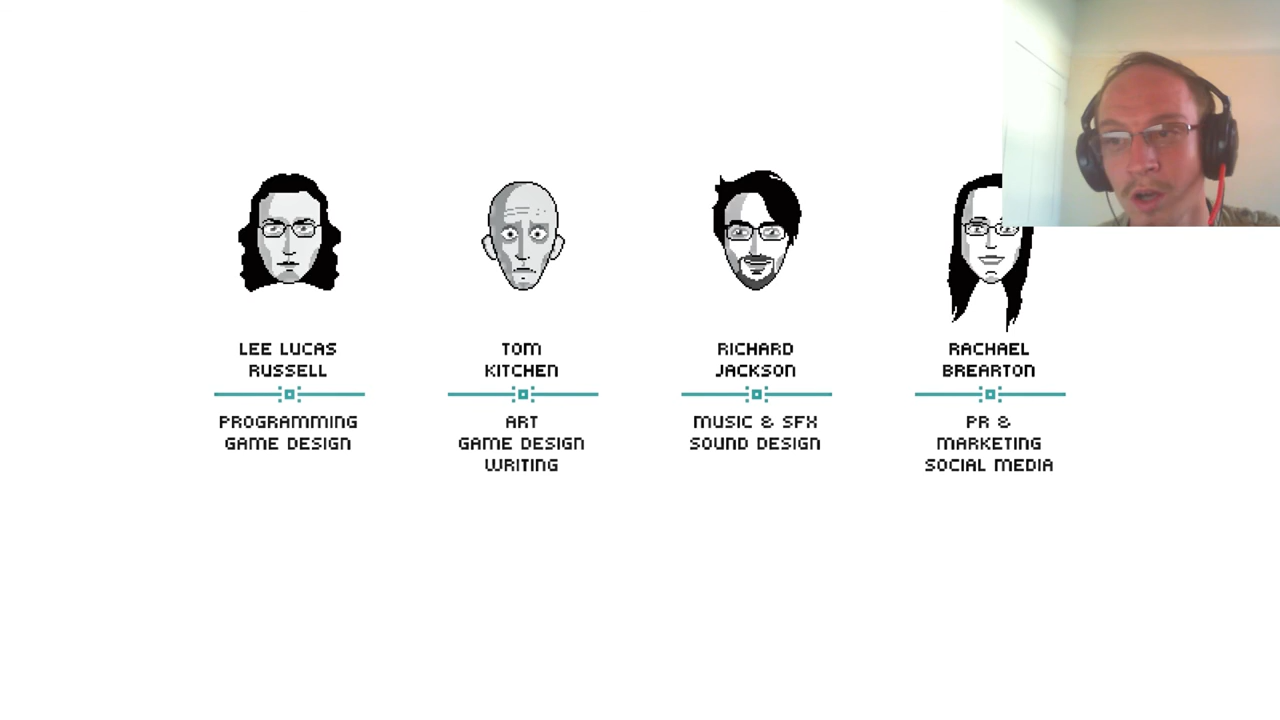 LEE LUCAS
RUSSELL
PROGRAMMING
GAME DESIGN
TOM
KITCHEN
ART
GAME DESIGN
WRITING
RICHARD
JACKSON
MUSIC & SFX
SOUND DESIGN
RACHAEL
BREARTON
PR &
MARKETING
SOCIAL MEDIA